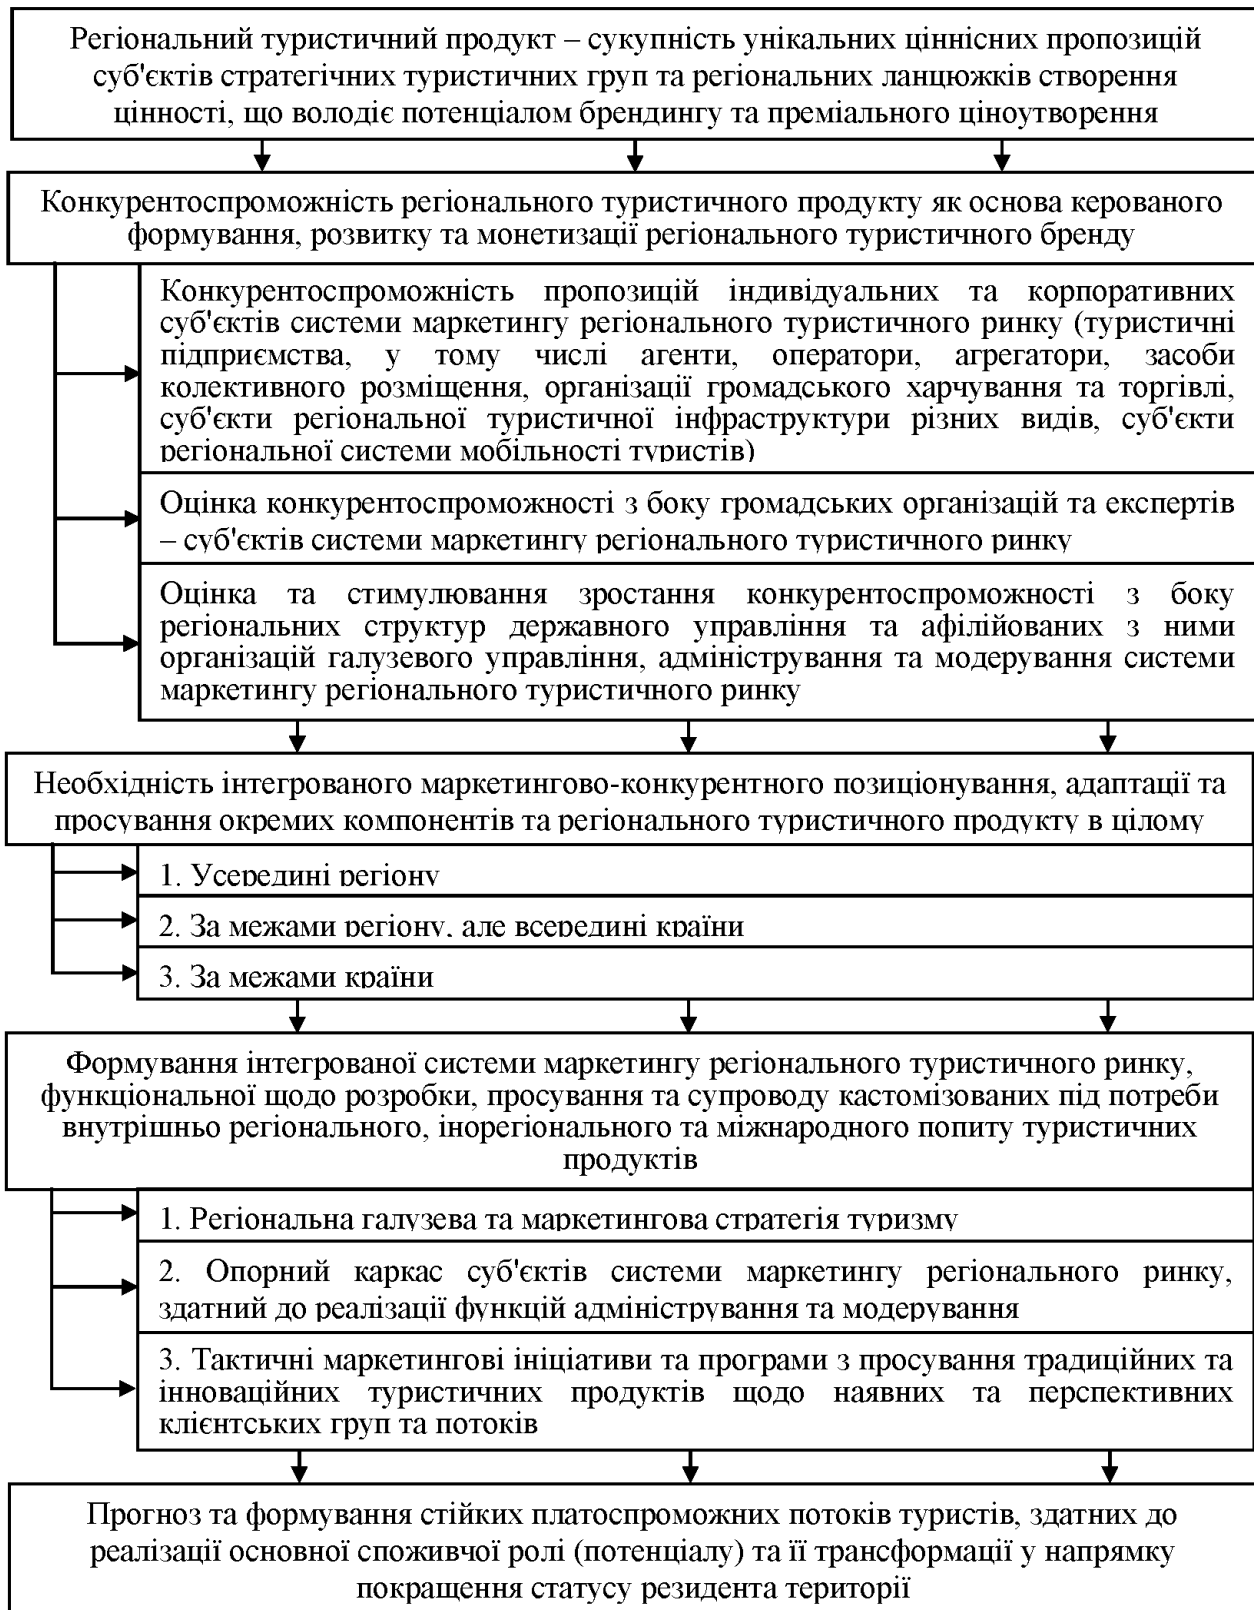 Регіональний туристичний продукт – сукупність унікальних ціннісних пропозицій
суб'єктів стратегічних туристичних груп та регіональних ланцюжків створення
цінності, що володіє потенціалом брендингу та преміального ціноутворення
Конкурентоспроможність регіонального туристичного продукту як основа керованого
формування, розвитку та монетизації регіонального туристичного бренду
Конкурентоспроможність пропозицій індивідуальних та корпоративних
суб'єктів системи маркетингу регіонального туристичного ринку (туристичні
підприємства, у тому числі агенти, оператори, агрегатори, засоби
колективного розміщення, організації громадського харчування та торгівлі,
суб'єкти регіональної туристичної інфраструктури різних видів, суб'єкти
регіональної системи мобільності туристів)
Оцінка конкурентоспроможності з боку громадських організацій та експертів
– суб'єктів системи маркетингу регіонального туристичного ринку
Оцінка та стимулювання зростання конкурентоспроможності з боку
регіональних структур державного управління та афілійованих з ними
організацій галузевого управління, адміністрування та модерування системи
маркетингу регіонального туристичного ринку
Необхідність інтегрованого маркетингово-конкурентного позиціонування, адаптації та
просування окремих компонентів та регіонального туристичного продукту в цілому
1. Усередині регіону
2. За межами регіону, але всередині країни
3. За межами країни
Формування інтегрованої системи маркетингу регіонального туристичного ринку,
функціональної щодо розробки, просування та супроводу кастомізованих під потреби
внутрішньо регіонального, інорегіонального та міжнародного попиту туристичних
продуктів
1. Регіональна галузева та маркетингова стратегія туризму
2. Опорний каркас суб'єктів системи маркетингу регіонального ринку,
здатний до реалізації функцій адміністрування та модерування
3. Тактичні маркетингові ініціативи та програми з просування традиційних та
інноваційних туристичних продуктів щодо наявних та перспективних
клієнтських груп та потоків
Прогноз та формування стійких платоспроможних потоків туристів, здатних до
реалізації основної споживчої ролі (потенціалу) та її трансформації у напрямку
покращення статусу резидента території